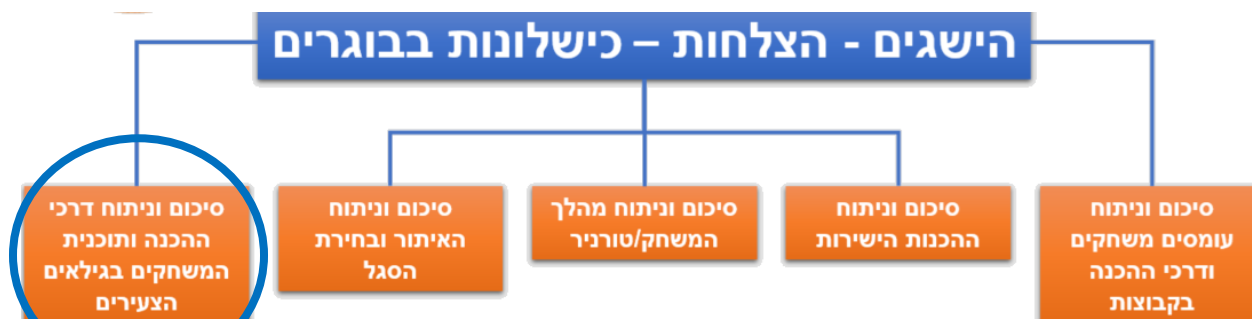 הישגים - הצלחות – כישלונות בבוגרים
סיכום וניתוח
עומסים משחקים
ודרכי ההכנה
בקבוצות
סיכום וניתוח
ההכנות הישירות
סיכום וניתוח מהלך
המשחק/טורניר
סיכום וניתוח
האיתור ובחירת
הסגל
סיכום וניתוח דרכי
ההכנה ותוכנית
המשחקים בגילאים
הצעירים